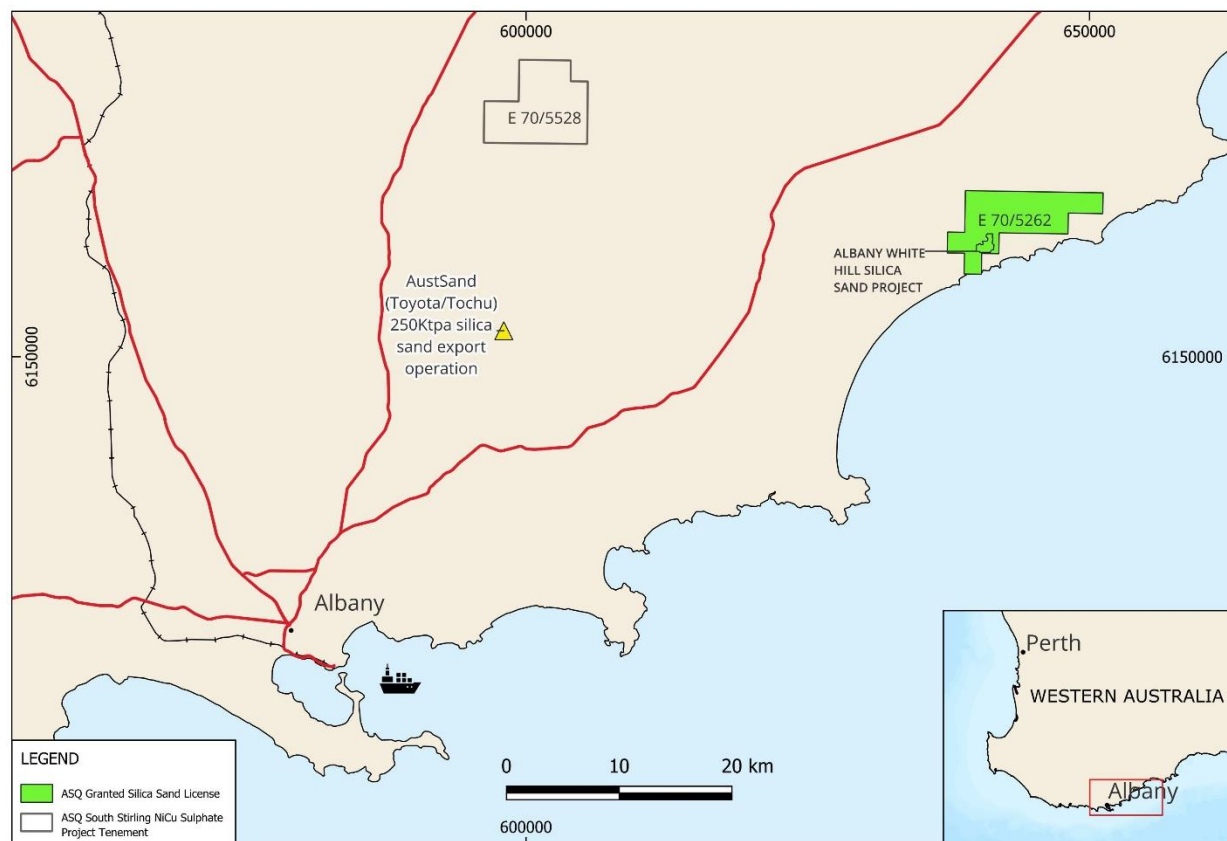 600000
650000
E 70/5528
E 70/5262
ALBANY WHITE
HILL SILICA
SAND PROJECT
AustSand
(Toyota/Tochu)
250Ktpa silica
sand export
operation
6150000
6150000
Albany
Perth
WESTERN AUSTRALIA
Albany
LEGEND
ASQ Granted Silica Sand License
ASQ South Stirling NiCu Sulphate
Project Tenement
0 10 20 km
600000